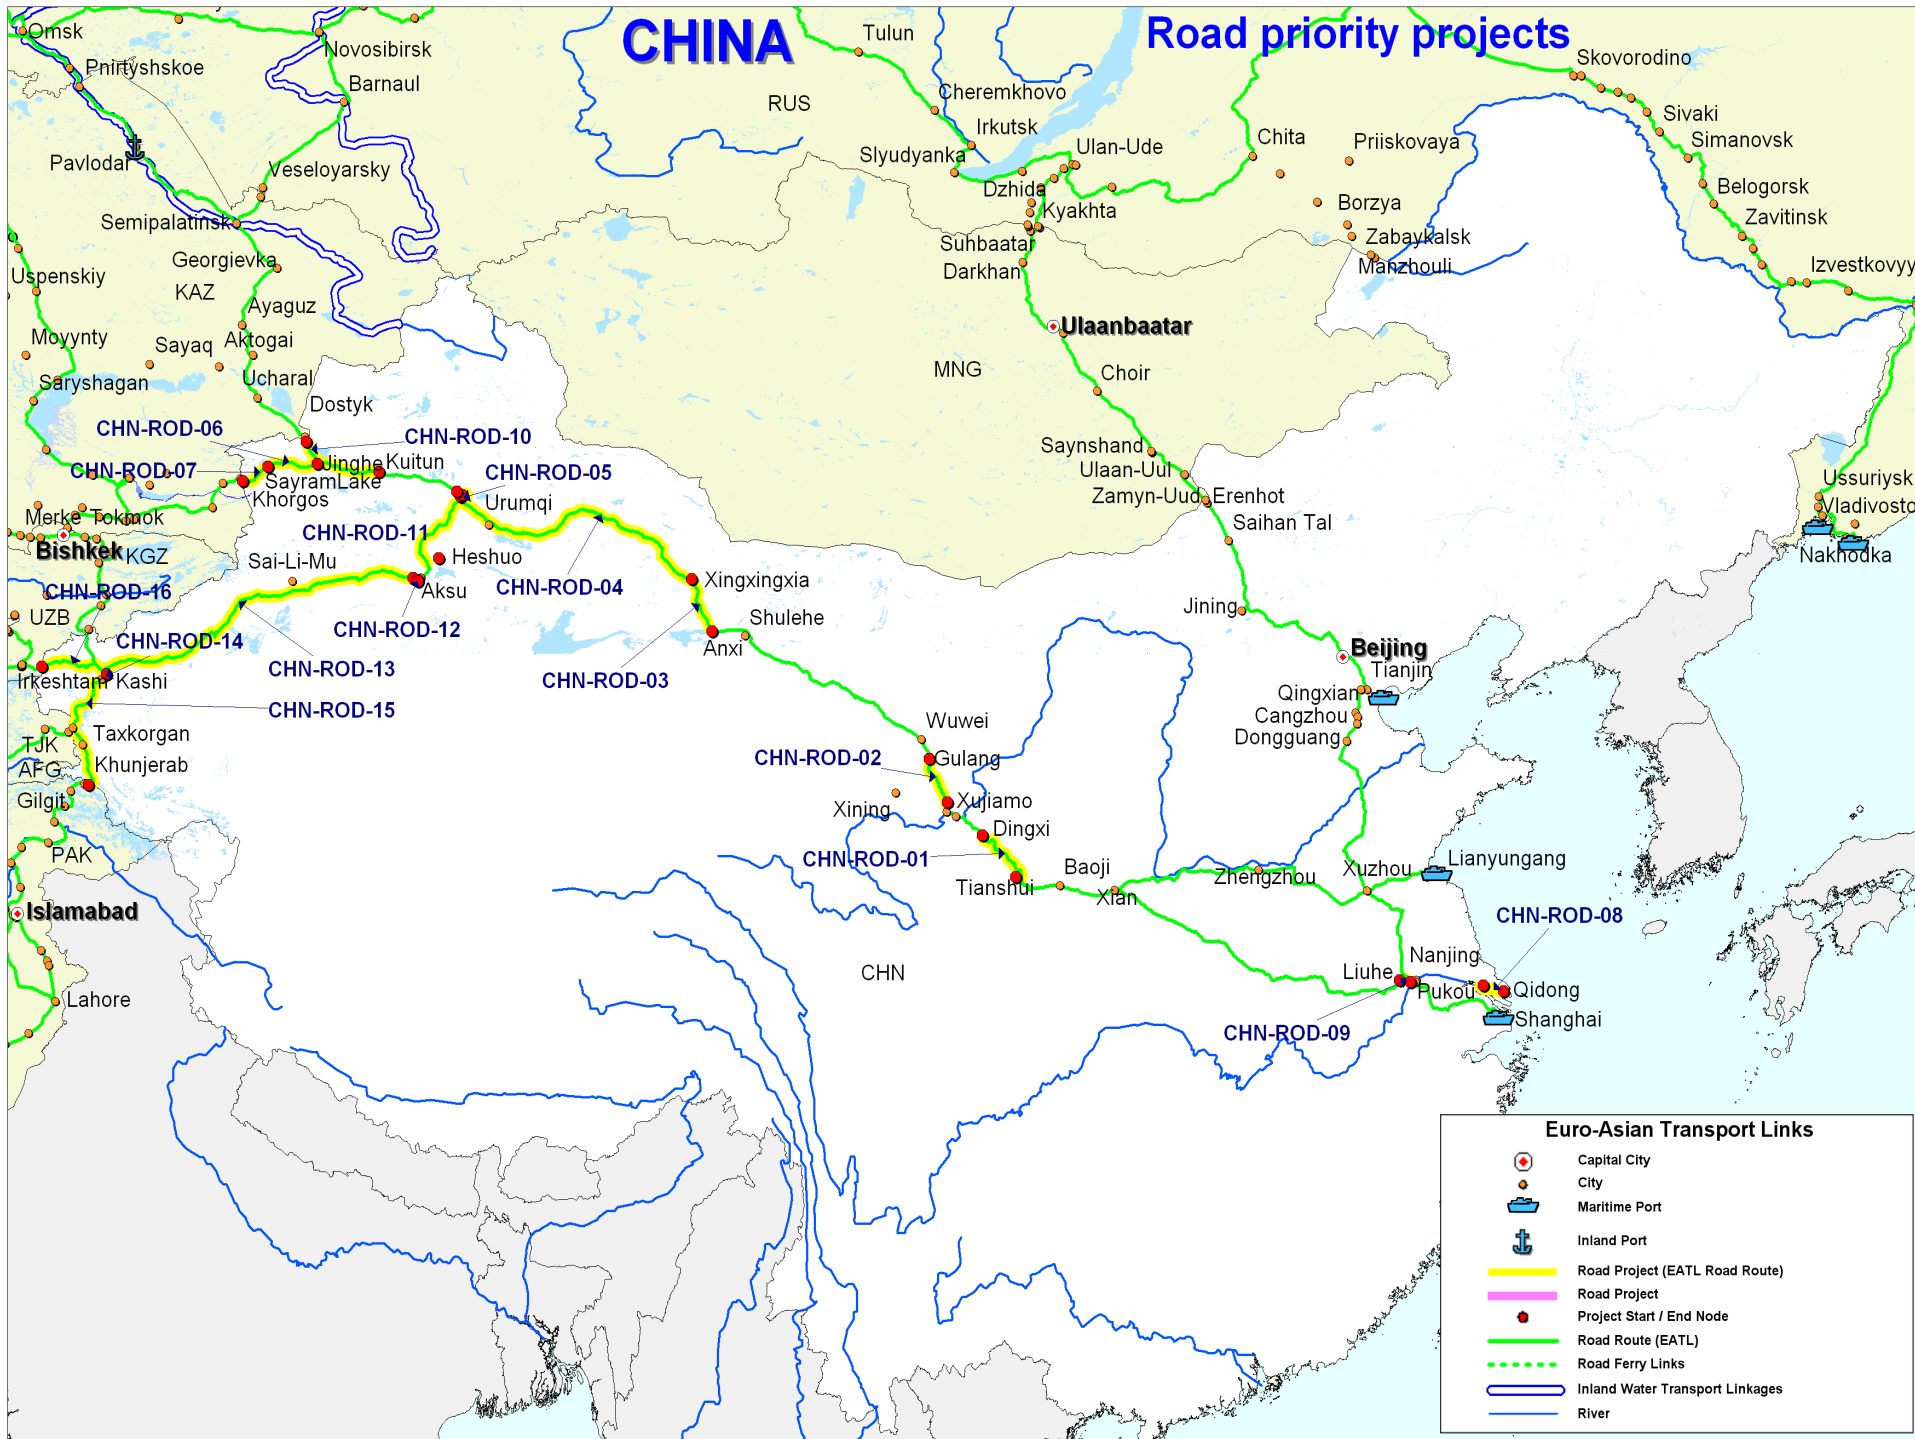 CHINA
Road priority projects
Omsk
Novosibirsk
Tulun
Skovorodino
Pnirtyshskoe
Barnaul
RUS
Cheremkhovo
Sivaki
Irkutsk
Chita
Priiskovaya
Simanovsk
Pavlodar
Veseloyarsky
Slyudyanka
Ulan-Ude
Dzhida
Belogorsk
Semipalatinsk
Kyakhta
Borzya
Zavitinsk
Suhbaatar
Zabaykalsk
o
Georgievka
Darkhan
Manzhouli
Izvestkovyy
Uspenskiy
KAZ
Ayaguz
Ulaanbaatar
Moyynty
Sayaq
Aktogai
MNG
Choir
Saryshagan
Ucharal
Dostyk
CHN-ROD-06
CHN-ROD-10
Saynshand
CHN-ROD-07
Jinghe
Kuitun
CHN-ROD-05
Ulaan-Uul
SayramLake
Ussuriysk
Khorgos
Urumqi
Zamyn-Uud
Erenhot
Vladivosto
Merke
Tokmok
CHN-ROD-11
Saihan Tal
Bishkek
KGZ
Sai-Li-Mu
Heshuo
Nakhodka
CHN-ROD-16
Aksu
CHN-ROD-04
Xingxingxia
Jining
UZB
CHN-ROD-14
CHN-ROD-12
Shulehe
Anxi
Beijing
CHN-ROD-13
Tianjin
Irkeshtam
Kashi
CHN-ROD-03
Qingxian
CHN-ROD-15
Cangzhou
Wuwei
Taxkorgan
Dongguang
TJK
CHN-ROD-02
Gulang
Khunjerab
AFG
Gilgit
Xining
Xujiamo
Dingxi
PAK
CHN-ROD-01
Baoji
Xuzhou
Lianyungang
Tianshui
Xian
Zhengzhou
Islamabad
CHN-ROD-08
CHN
Nanjing
Liuhe
Lahore
Pukou
Qidong
Shanghai
CHN-ROD-09
Euro-Asian Transport Links
Capital City
City
Maritime Port
Inland Port
Road Project (EATL Road Route)
Road Project
Project Start / End Node
Road Route (EATL)
Road Ferry Links
Inland Water Transport Linkages
River